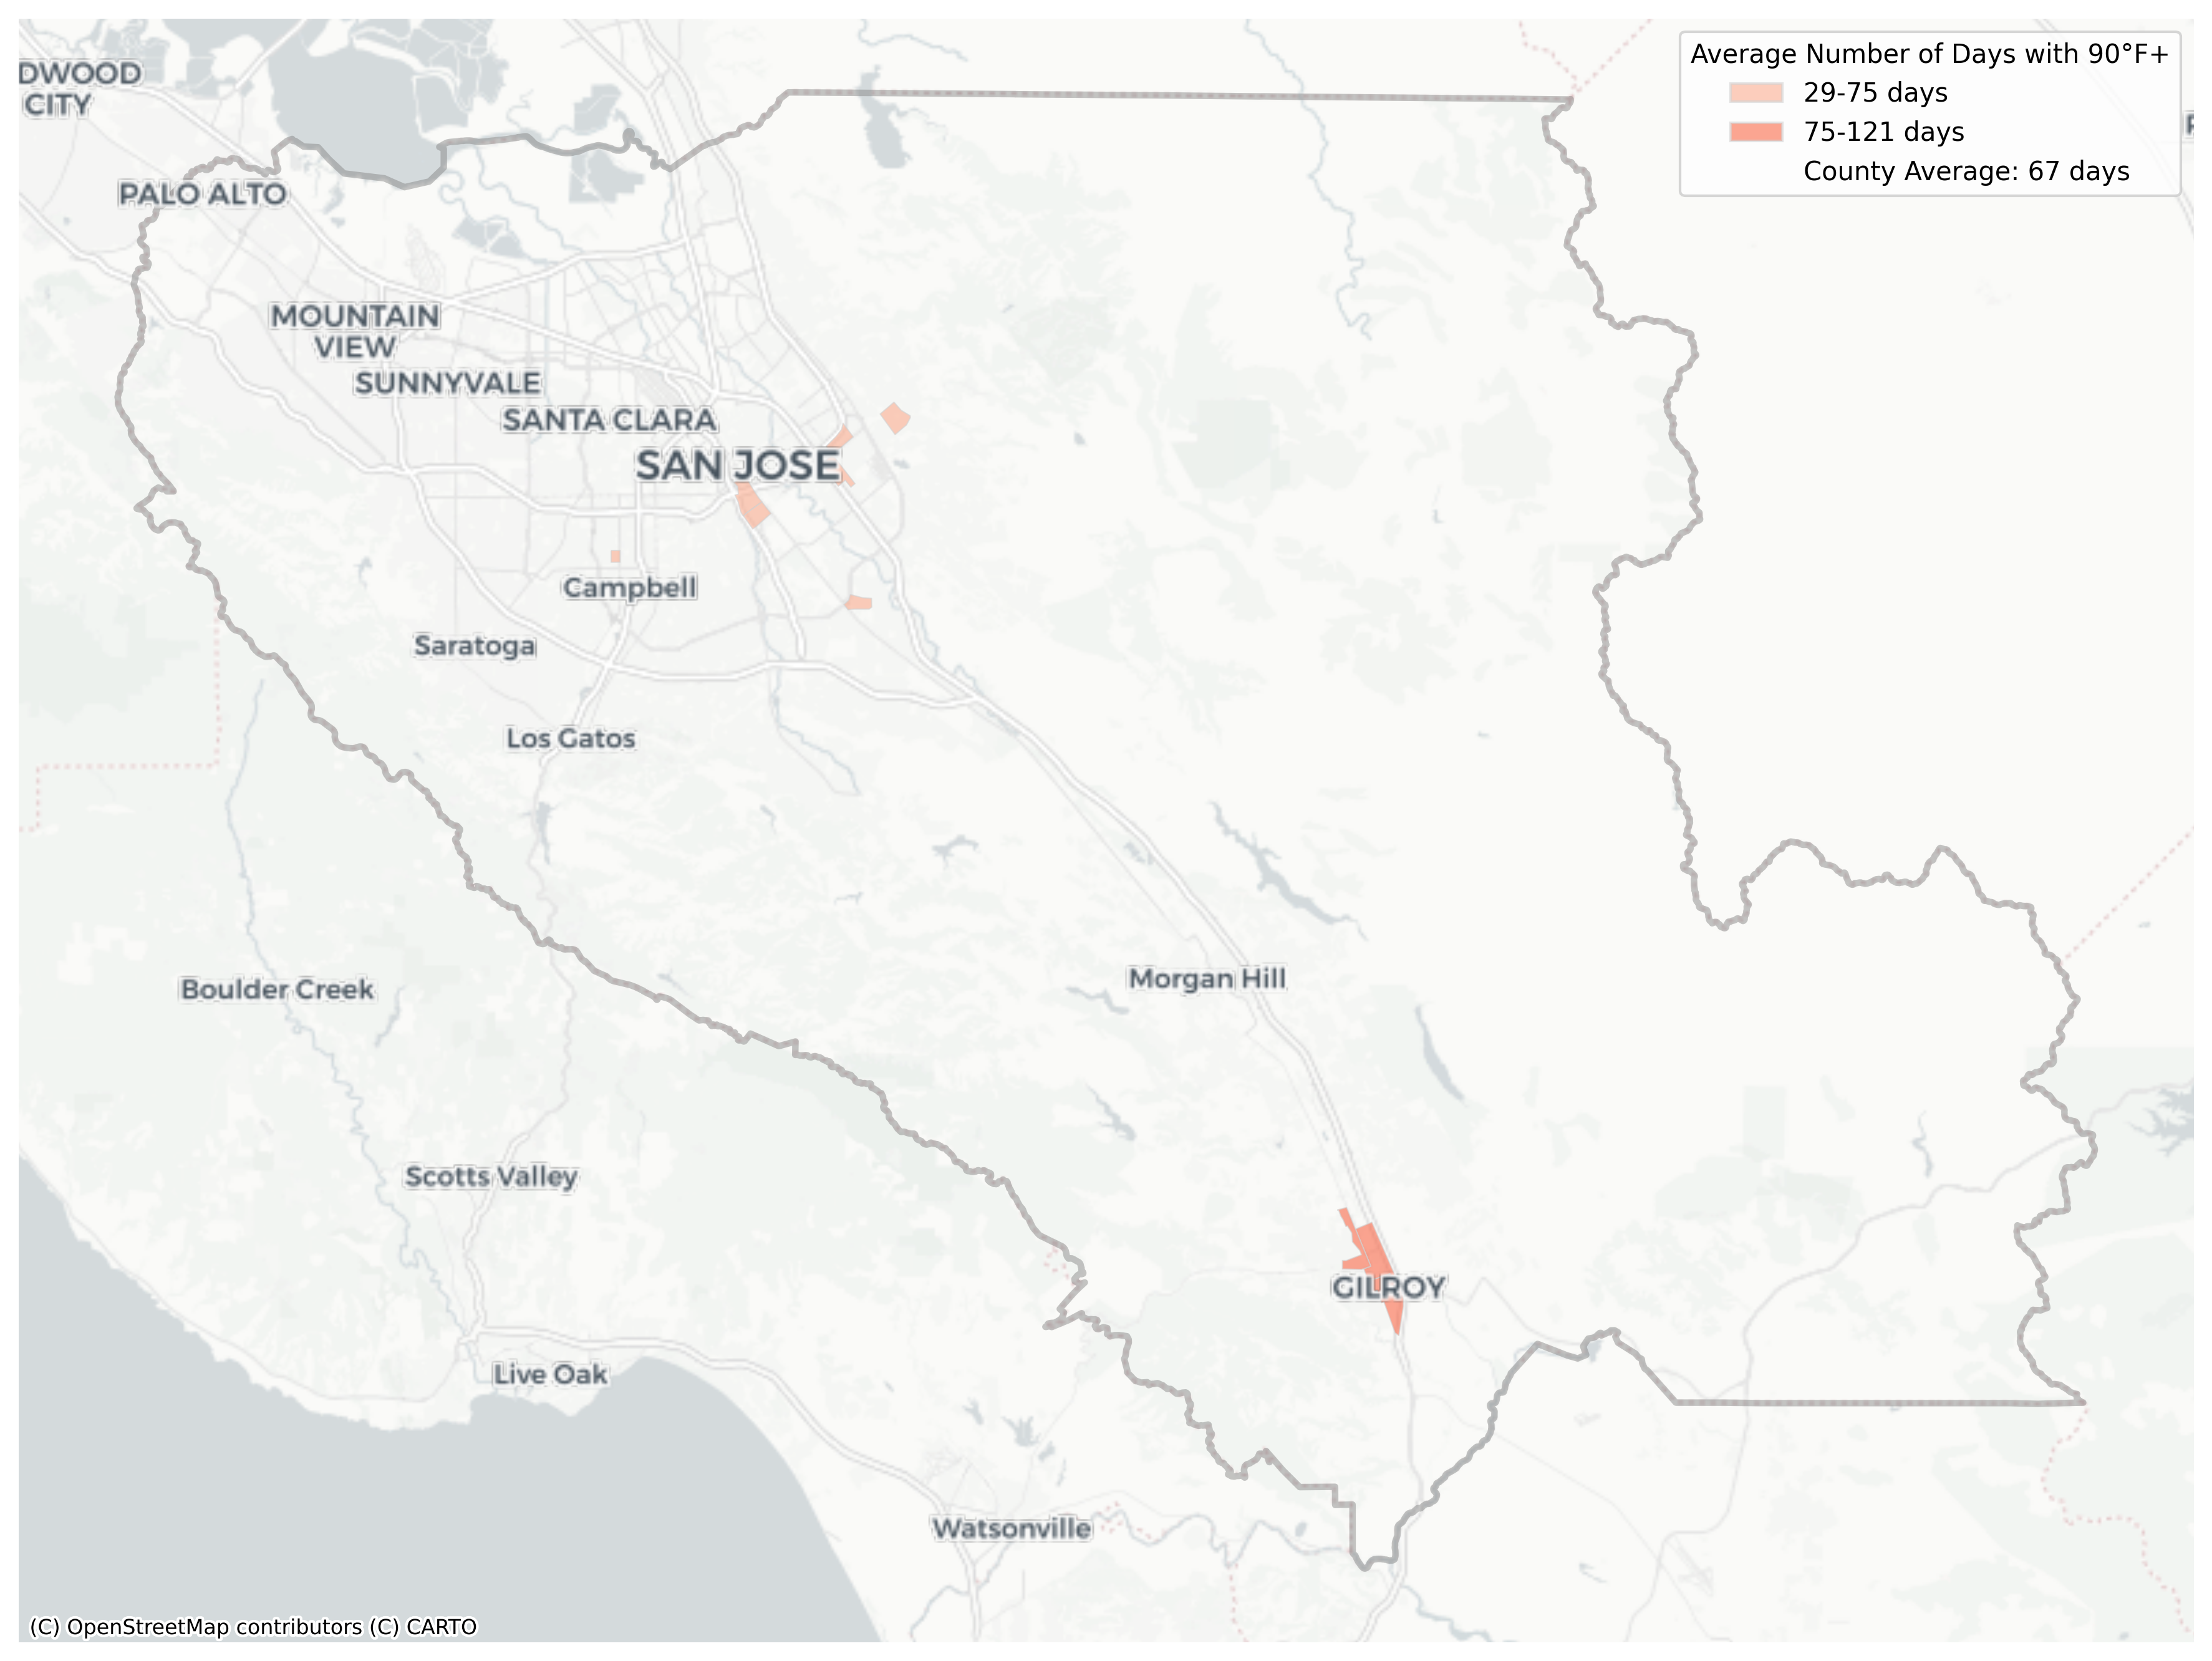 Average Number of Days with 90°F+
29-75 days
75-121 days
County Average: 67 days
DWOOD
CITY
PALO ALTO
MOUNTAIN
VIEW
SUNNYVALE
SANTA CLARA
SAN JOSE
Campbell
Saratoga
Los Gatos
Morgan Hill
Boulder Creek
Scotts Valley
GILROY
Live Oak
Watsonville
(C) OpenStreetMap contributors (C) CARTO